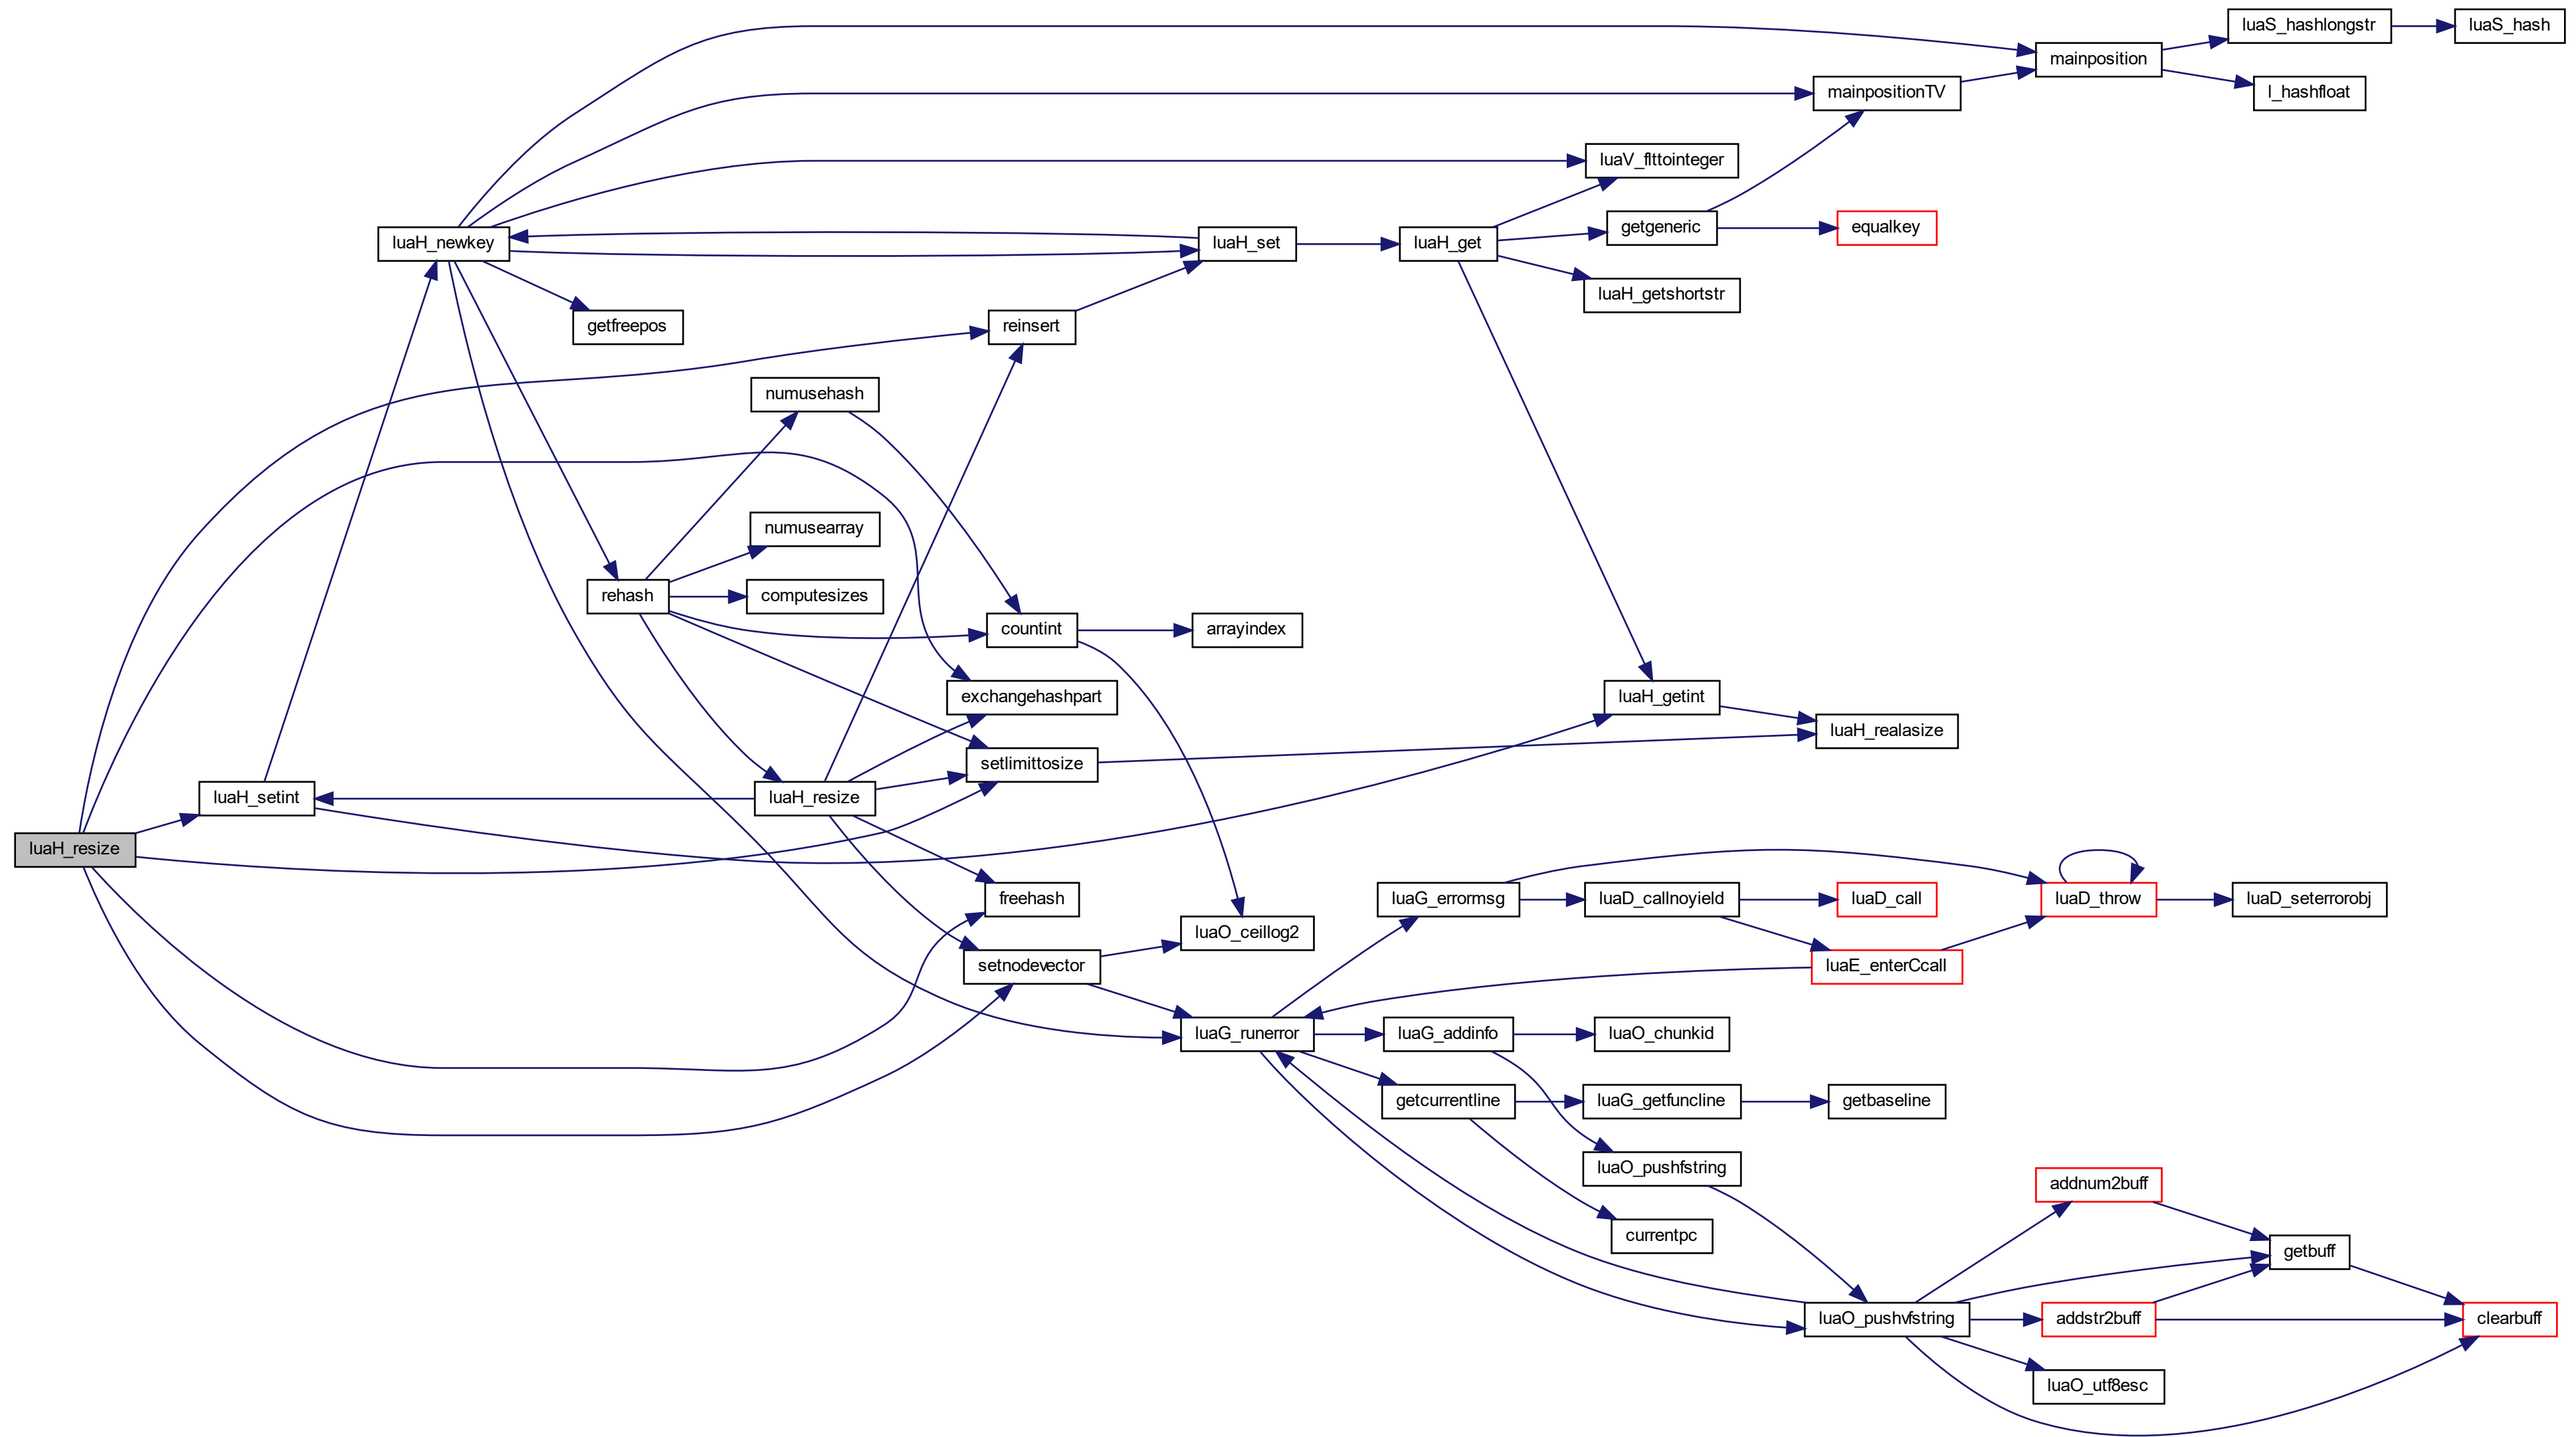 luaS_hashlongstr
luaS_hash
mainposition
mainpositionTV
l_hashfloat
luaV_flttointeger
luaH_newkey
luaH_set
luaH_get
getgeneric
equalkey
luaH_getshortstr
getfreepos
reinsert
numusehash
numusearray
rehash
computesizes
countint
arrayindex
exchangehashpart
luaH_getint
luaH_realasize
setlimittosize
luaH_setint
luaH_resize
luaH_resize
freehash
luaG_errormsg
luaD_callnoyield
luaD_call
luaD_throw
luaD_seterrorobj
luaO_ceillog2
setnodevector
luaE_enterCcall
luaG_runerror
luaG_addinfo
luaO_chunkid
getcurrentline
luaG_getfuncline
getbaseline
luaO_pushfstring
addnum2buff
currentpc
getbuff
luaO_pushvfstring
addstr2buff
clearbuff
luaO_utf8esc